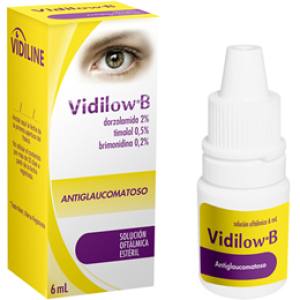 VIDILINE
Vidilow·B
dorzolamida 2%
timolol 0,5%
brimonidina 0,2%
ANTIGLAUCOMATOSO
SOLUCIÓN
OFTÁLMICA
ESTÉRIL
6 mL
solución oftálmica 6 mL
Vidilow·B
Antiglaucomatoso